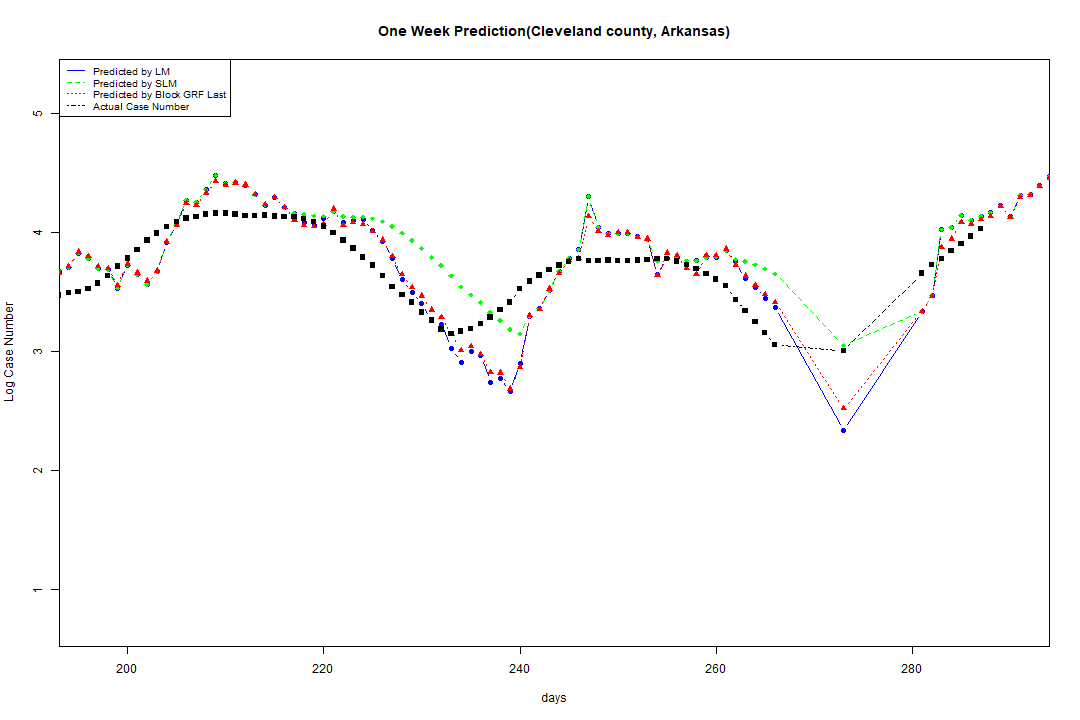 One Week Prediction(Cleveland county, Arkansas)
Predicted by LM
Predicted by SLM
Predicted by Block GRF Last
Actual Case Number
5
4
3
2
1
Log Case Number
200 220 240 260 280
days